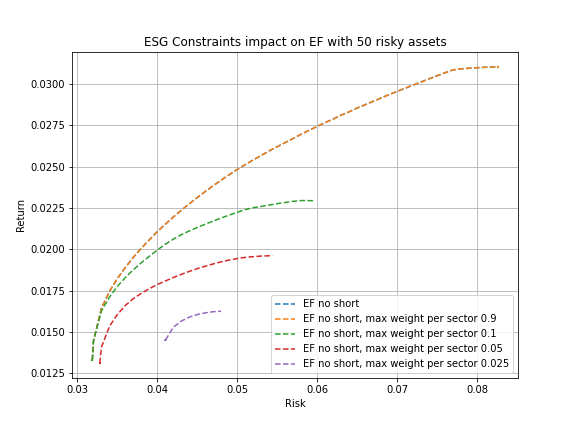 ESG Constraints impact on EF with 50 risky assets
Return
0.0300
0.0275
0.0250
0.0225
0.0200
0.0175
0.0150
0.0125
EF no short
EF no short, max weight per sector 0.9
EF no short, max weight per sector 0.1
EF no short, max weight per sector 0.05
EF no short, max weight per sector 0.025
0.03 0.04 0.05 0.06 0.07 0.08
Risk